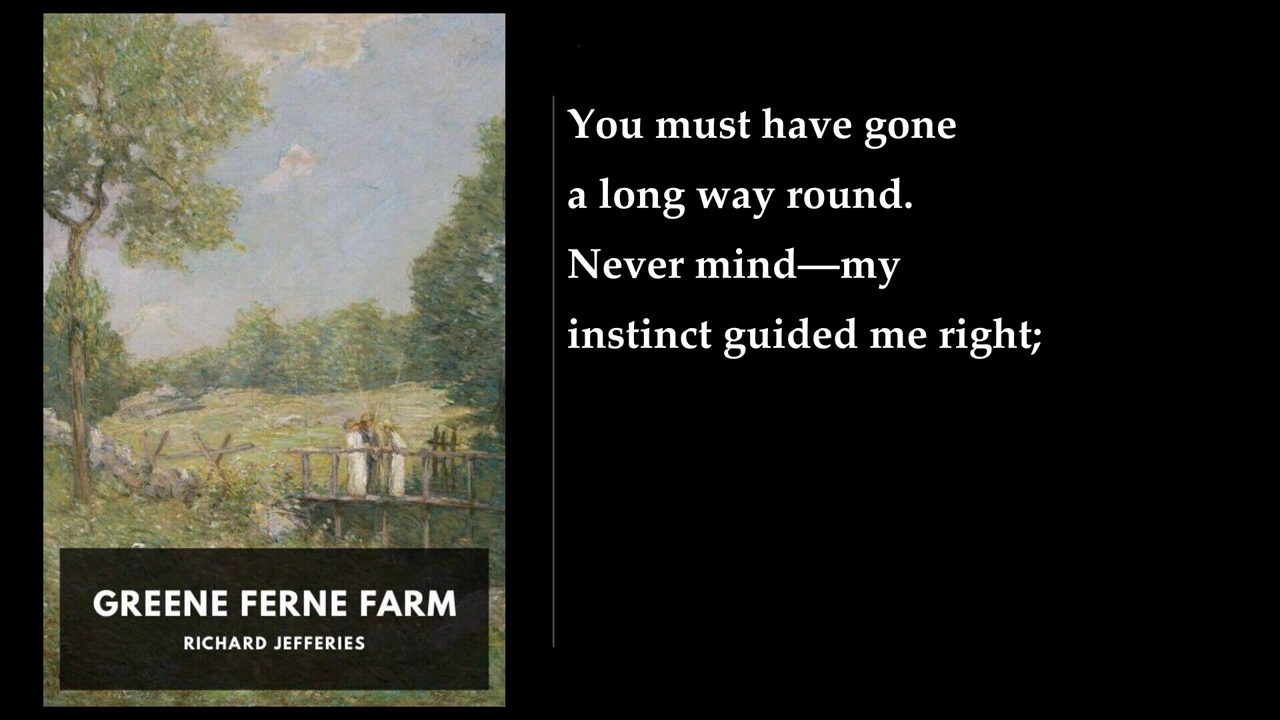 GREENE FERNE FARM
RICHARD JEFFERIES
You must have gone
a long way round.
Never mind—my
instinct guided me right;